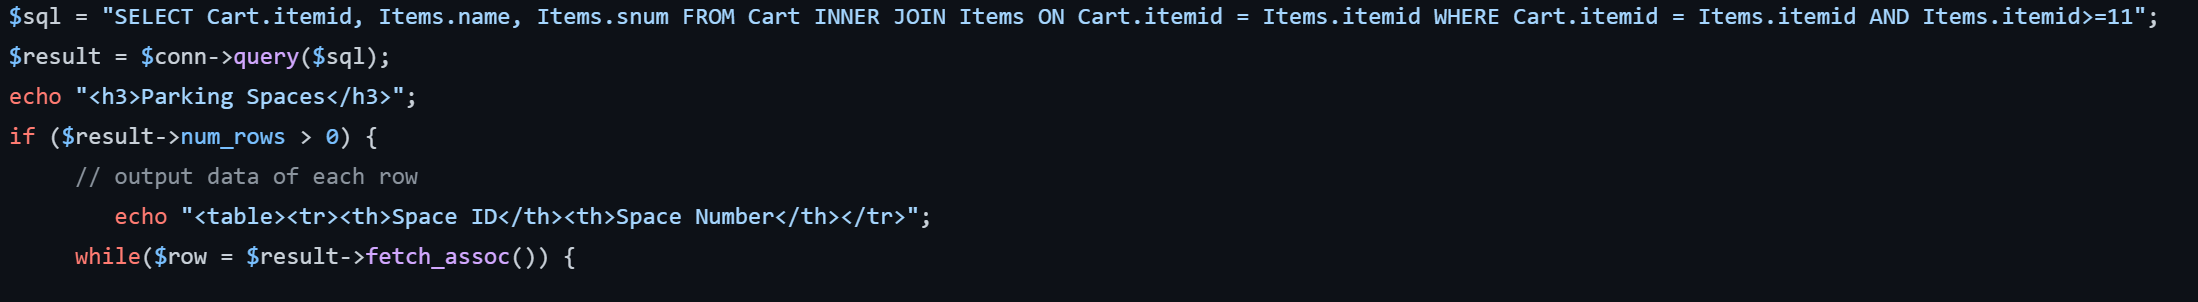 $sql = "SELECT Cart.itemid, Items.name, Items.snum FROM Cart INNER JOIN Items ON Cart.itemid = Items.itemid WHERE Cart.itemid = Items.itemid AND Items.itemid>=11";
$result = $conn->query($sql);
echo "<h3>Parking Spaces</h3>";
if ($result->num_rows > 0) {
     // output data of each row
        echo "<table><tr><th>Space ID</th><th>Space Number</th></tr>";
     while($row = $result->fetch_assoc()) {